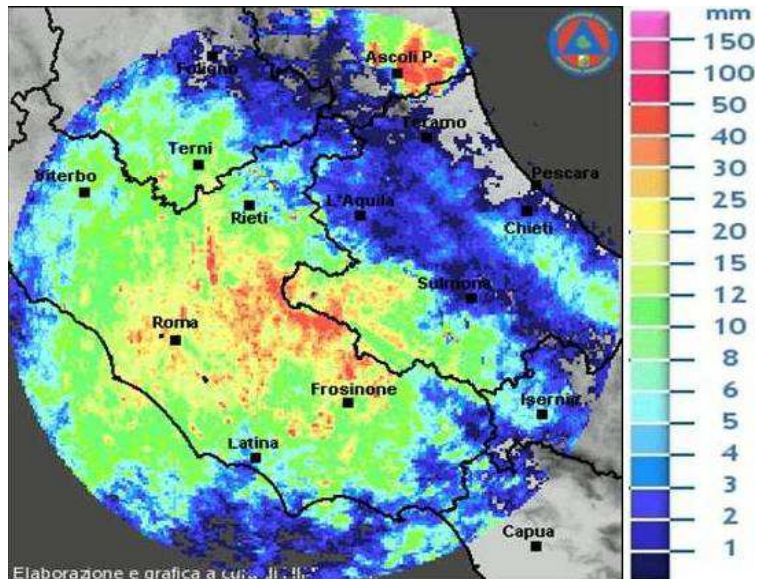 mm
150
100
50
40
30
25
20
15
12
10
8
6
5
4
3
2
1
Ascoli P.
Foligno
Teramo
Terni
Viterbo
Pescara
L'Aquila
Rieti
Chieti
Sulmona
Roma
Frosinone
Isernia
Latina
Capua
Elaborazione e grafica a cura di